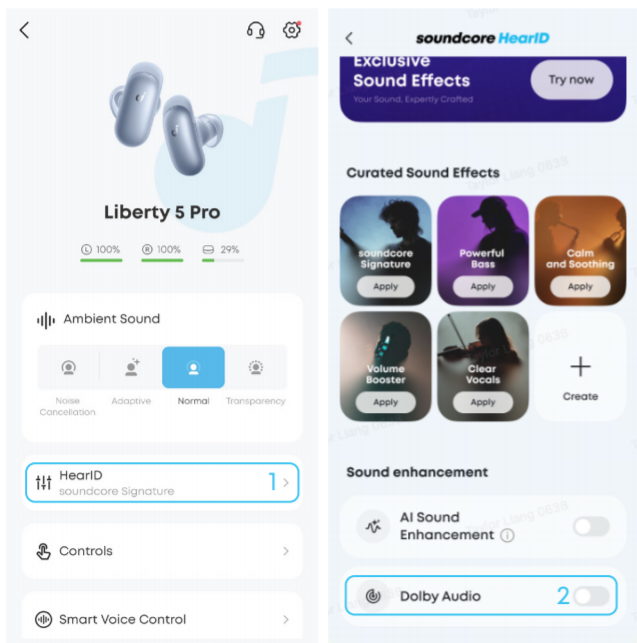 Liberty 5 Pro
L 100%
R 100%
29%
Ambient Sound
Noise
Cancellation
Adaptive
Normal
Transparency
HearID
soundcore Signature
1
Controls
Smart Voice Control
soundcore HearID
Exclusive
Sound Effects
Your Sound, Expertly Crafted
Try now
Curated Sound Effects
soundcore
Signature
Apply
Powerful
Bass
Apply
Calm
and Soothing
Apply
Volume
Booster
Apply
Clear
Vocals
Apply
Create
Sound enhancement
AI Sound
Enhancement
Dolby Audio
2